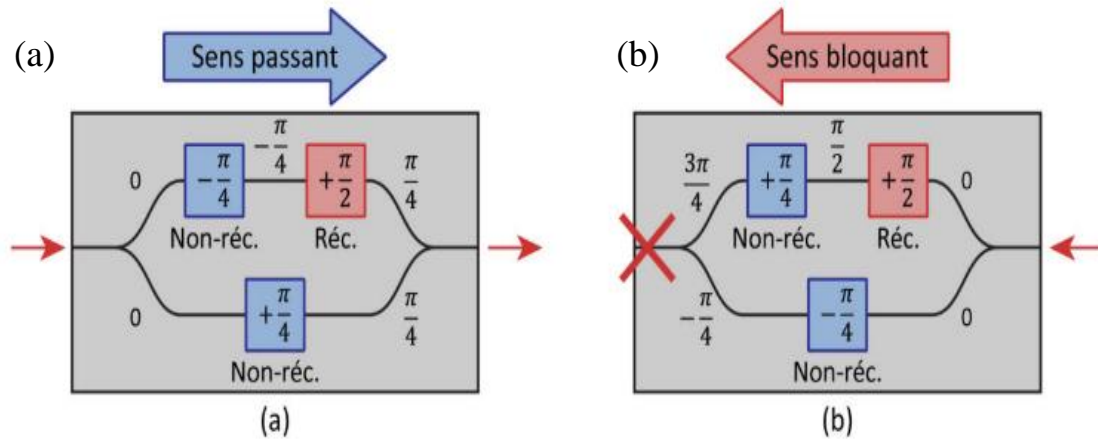 (a)
Sens passant
0
-π/4
-π/4
+π/2
π/4
Non-réc.
Réc.
0
+π/4
π/4
Non-réc.
(a)
(b)
Sens bloquant
3π/4
+π/4
π/2
+π/2
0
Non-réc.
Réc.
-π/4
-π/4
0
Non-réc.
(b)